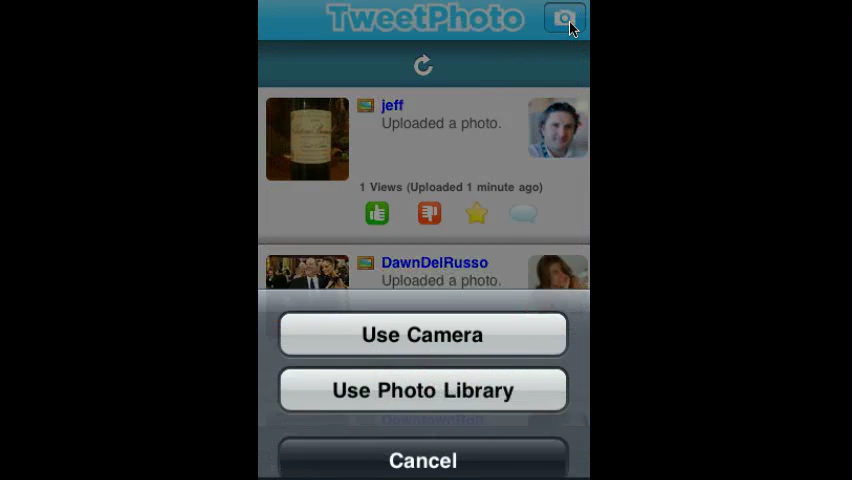 TweetPhoto
jeff
Uploaded a photo.
1 Views (Uploaded 1 minute ago)
DawnDelRusso
Uploaded a photo.
Use Camera
Use Photo Library
DowntownRob
Cancel